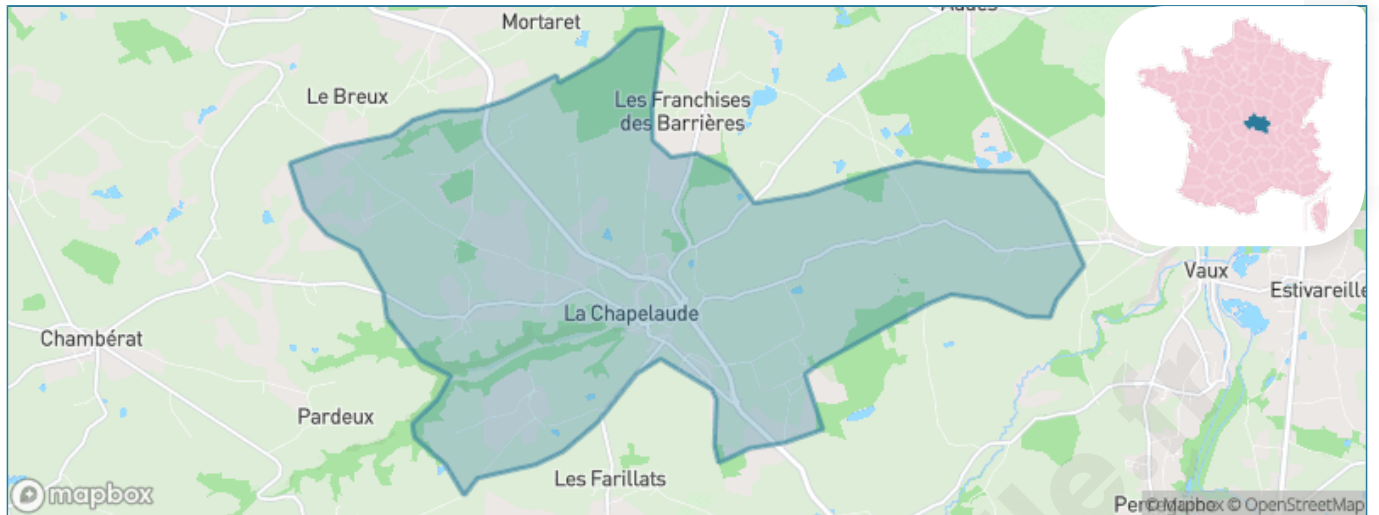 Mortaret
Le Breux
Les Franchises
des Barrières
Vaux
Estivareille
La Chapelaude
Chambérat
Pardeux
Les Farillats
mapbox
© Mapbox © OpenStreetMap